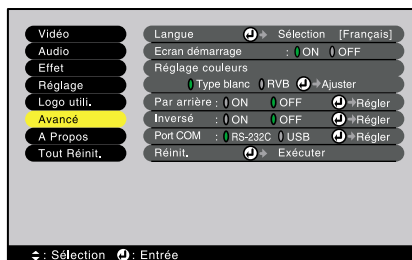 Vidéo
Audio
Effet
Réglage
Logo utili.
Avancé
A Propos
Tout Réinit.
Langue Sélection [Français]
Ecran démarrage : ON OFF
Réglage couleurs
Type blanc RVB Ajuster
Par arrière : ON OFF Régler
Inversé : ON OFF Régler
Port COM : RS-232C USB Régler
Réinit. Exécuter
: Sélection : Entrée